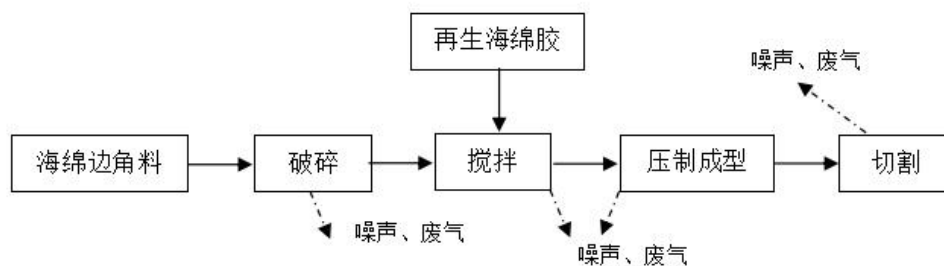 再生海绵胶
噪声、废气
海绵边角料
破碎
搅拌
压制成型
切割
噪声、废气
噪声、废气